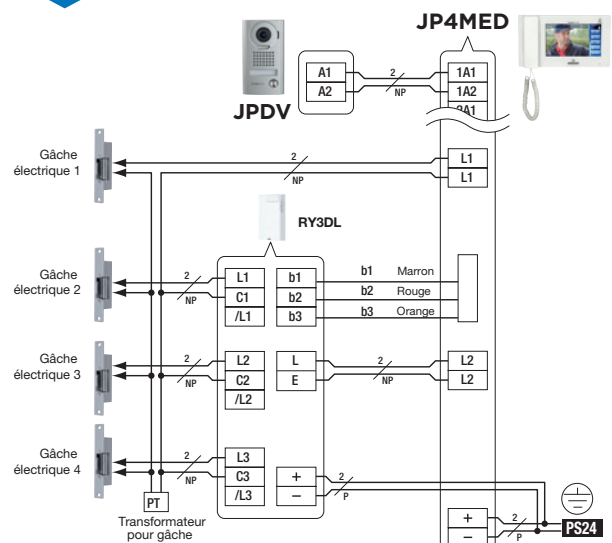 JP4MED
JPDV
A1
A2
2
NP
1A1
1A2
2A1
Gâche
électrique 1
2
NP
L1
L1
RY3DL
Gâche
électrique 2
2
NP
L1
C1
/L1
b1
b2
b3
b1 Marron
b2 Rouge
b3 Orange
Gâche
électrique 3
2
NP
L2
C2
/L2
L
E
2
NP
L2
L2
Gâche
électrique 4
2
NP
L3
C3
/L3
+
–
2
P
PT
Transformateur
pour gâche
+
–
2
P
PS24